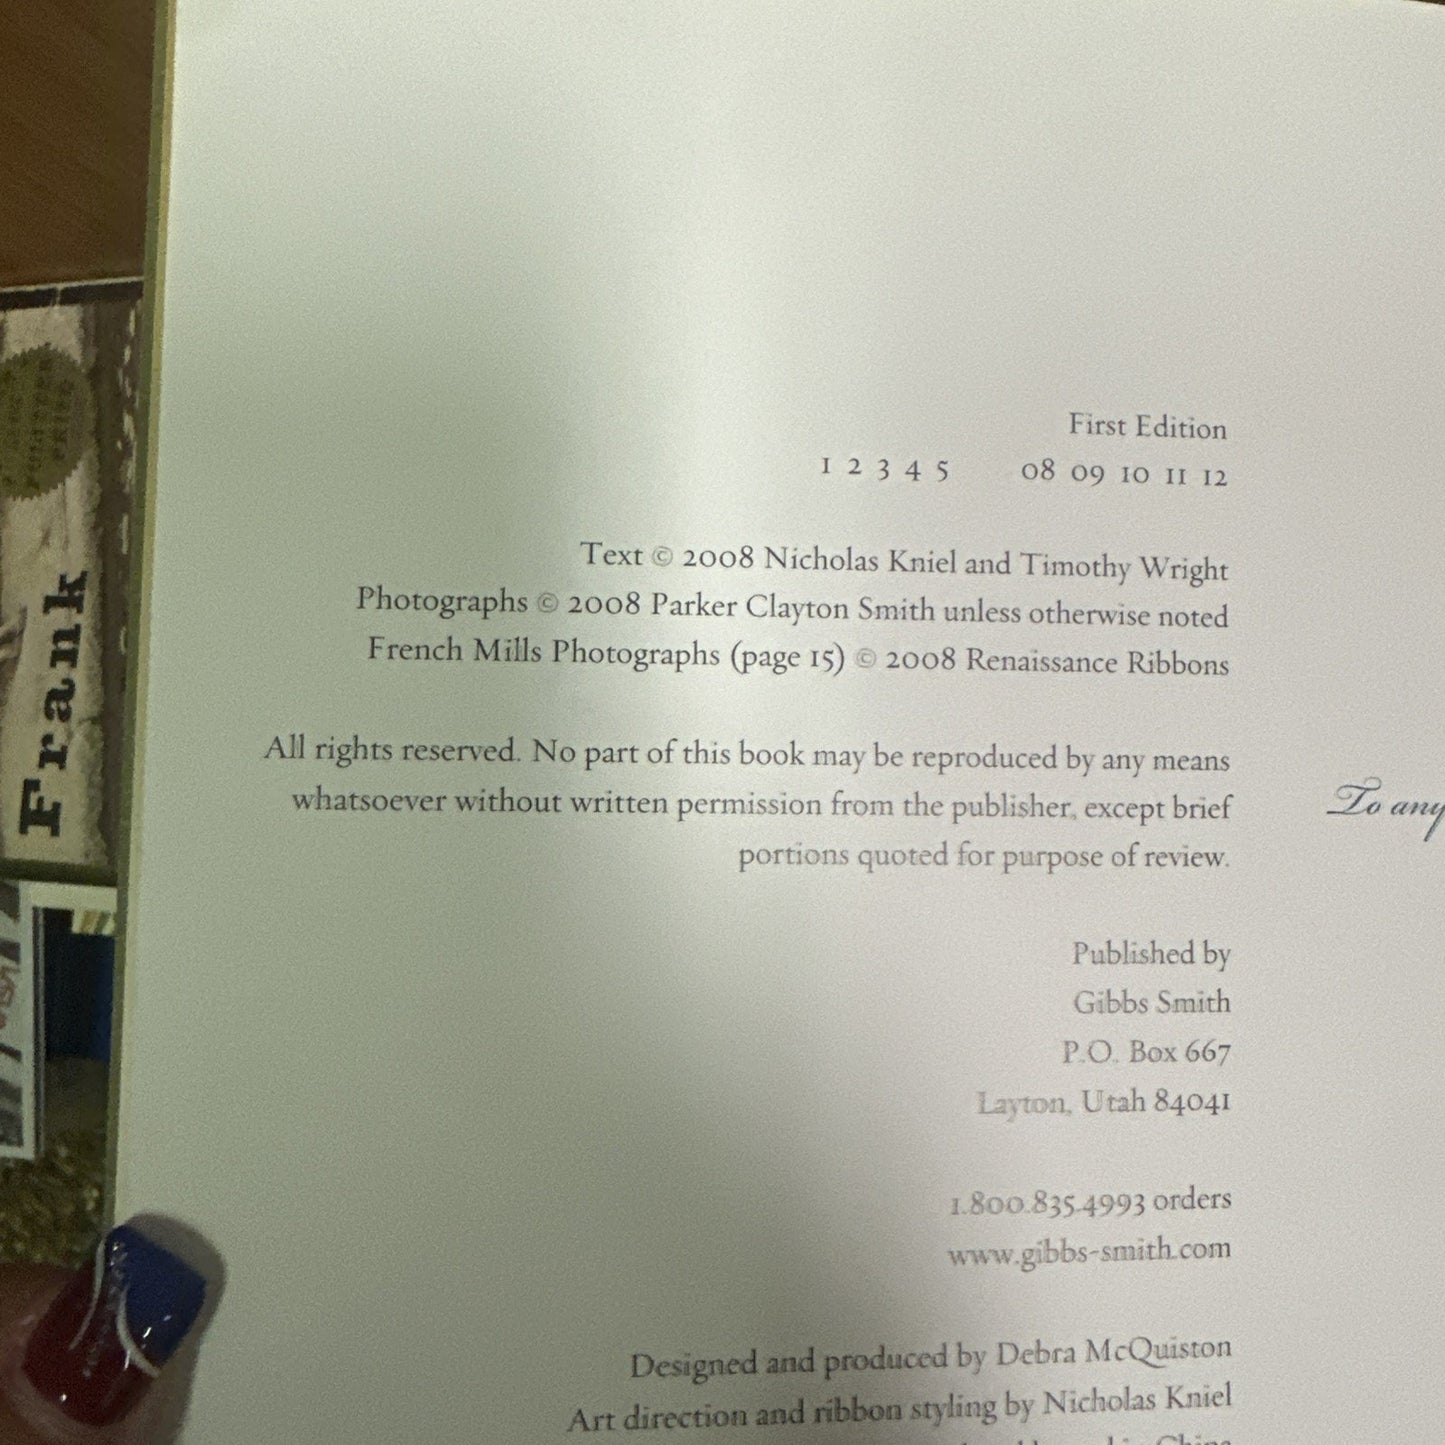 First Edition
1 2 3 4 5 08 09 10 11 12
Text © 2008 Nicholas Kniel and Timothy Wright
Photographs © 2008 Parker Clayton Smith unless otherwise noted
French Mills Photographs (page 15) © 2008 Renaissance Ribbons
All rights reserved. No part of this book may be reproduced by any means
whatsoever without written permission from the publisher, except brief
portions quoted for purpose of review.
Published by
Gibbs Smith
P.O. Box 667
Layton, Utah 84041
1.800.835.4993 orders
www.gibbs-smith.com
Designed and produced by Debra McQuiston
Art direction and ribbon styling by Nicholas Kniel
China
To any
Frank